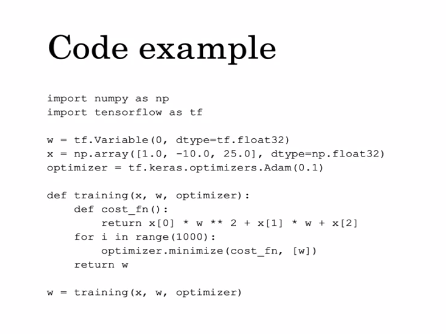 Code example
import numpy as np
import tensorflow as tf
w = tf.Variable(0, dtype=tf.float32)
x = np.array([1.0, -10.0, 25.0], dtype=np.float32)
optimizer = tf.keras.optimizers.Adam(0.1)
def training(x, w, optimizer):
    def cost_fn():
        return x[0] * w ** 2 + x[1] * w + x[2]
    for i in range(1000):
        optimizer.minimize(cost_fn, [w])
    return w
w = training(x, w, optimizer)